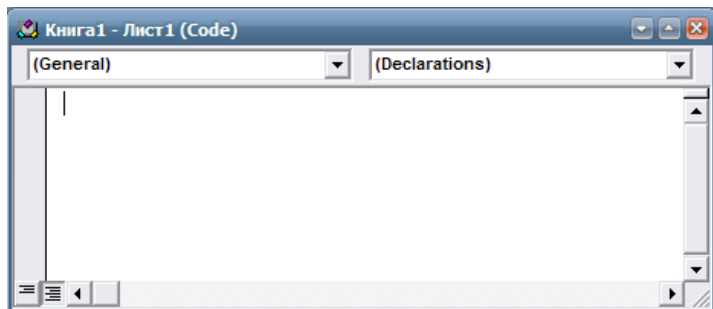 Книга1 - Лист1 (Code)
(General)
(Declarations)